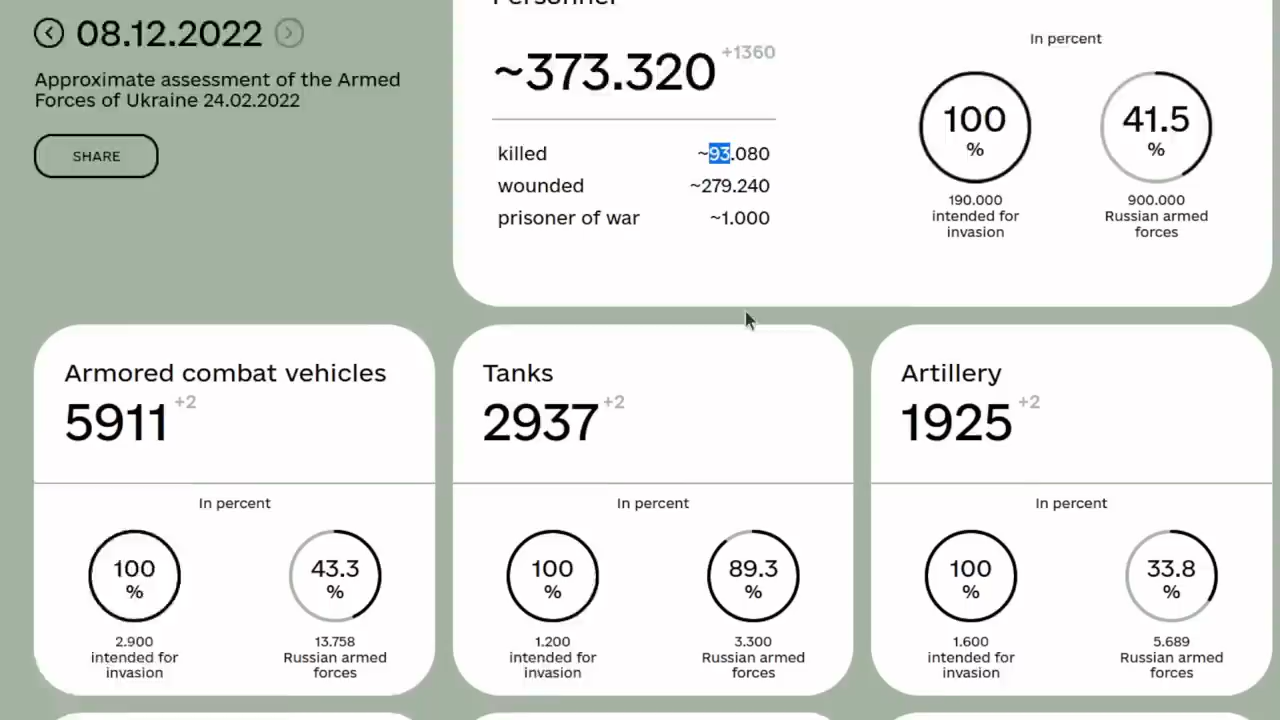 08.12.2022
Approximate assessment of the Armed
Forces of Ukraine 24.02.2022
SHARE
Personnel
~373.320 +1360
killed ~93.080
wounded ~279.240
prisoner of war ~1.000
In percent
100 %
190.000
intended for
invasion
41.5 %
900.000
Russian armed
forces
Armored combat vehicles
5911 +2
In percent
100 %
2.900
intended for
invasion
43.3 %
13.758
Russian armed
forces
Tanks
2937 +2
In percent
100 %
1.200
intended for
invasion
89.3 %
3.300
Russian armed
forces
Artillery
1925 +2
In percent
100 %
1.600
intended for
invasion
33.8 %
5.689
Russian armed
forces